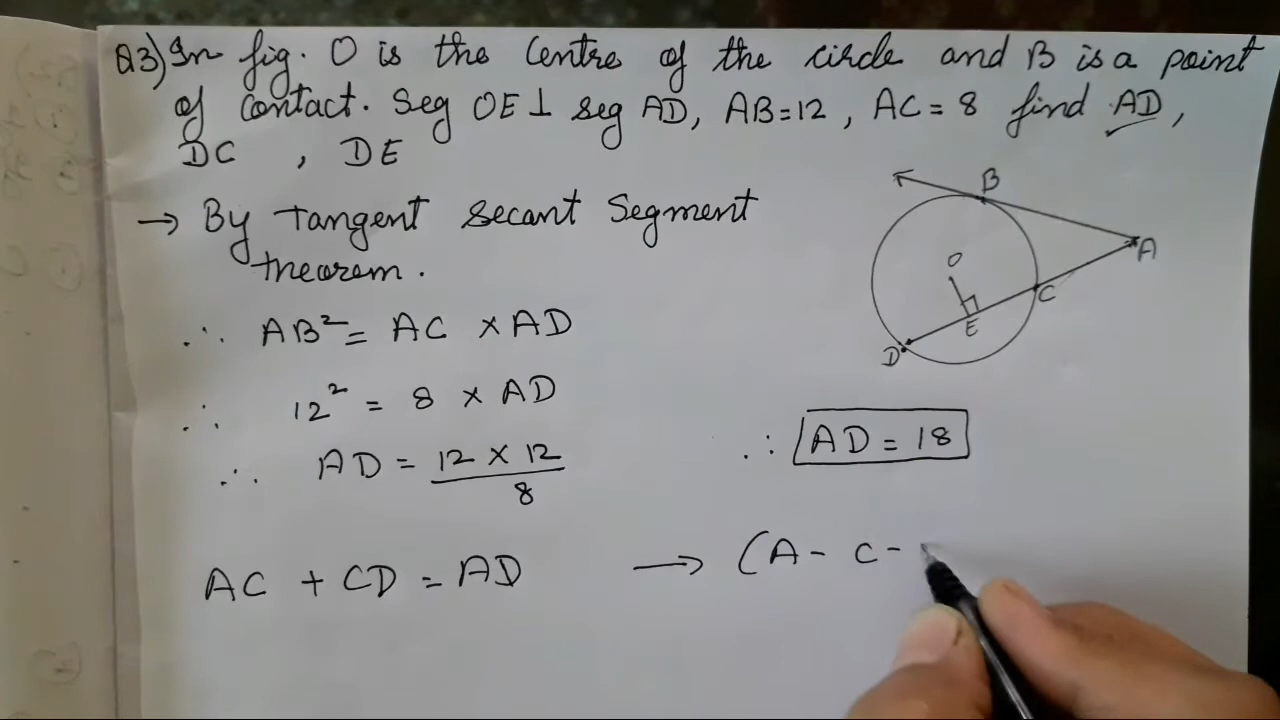 Q3) In fig. O is the Centre of the circle and B is a point
of Contact. Seg OE ⊥ seg AD, AB=12, AC=8 find AD,
DC , DE
→ By Tangent secant Segment
theorem.
∴ AB² = AC × AD
∴ 12² = 8 × AD
∴ AD = 12 × 12
8
∴ AD = 18
AC + CD = AD → (A - C -
B
A
O
C
E
D